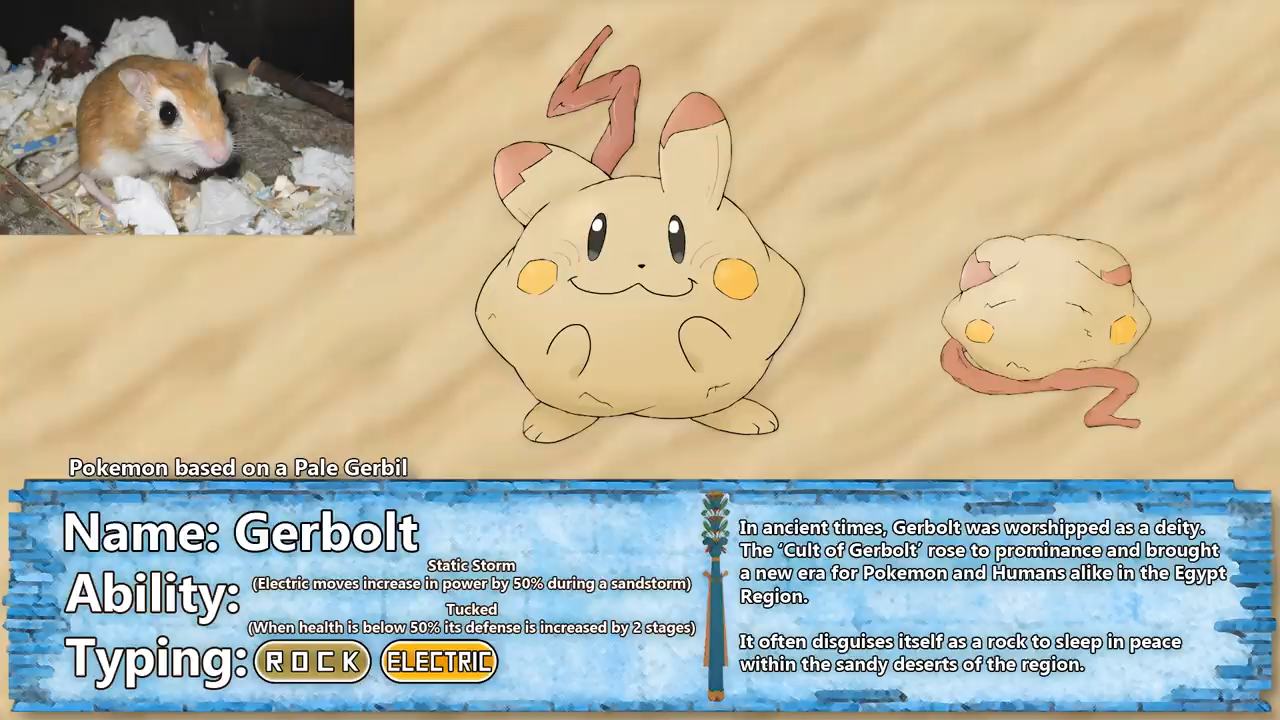 Pokemon based on a Pale Gerbil
Name: Gerbolt
Ability:
Static Storm
(Electric moves increase in power by 50% during a sandstorm)
Tucked
(When health is below 50% its defense is increased by 2 stages)
Typing: ROCK ELECTRIC
In ancient times, Gerbolt was worshipped as a deity.
The ‘Cult of Gerbolt’ rose to prominance and brought
a new era for Pokemon and Humans alike in the Egypt
Region.
It often disguises itself as a rock to sleep in peace
within the sandy deserts of the region.